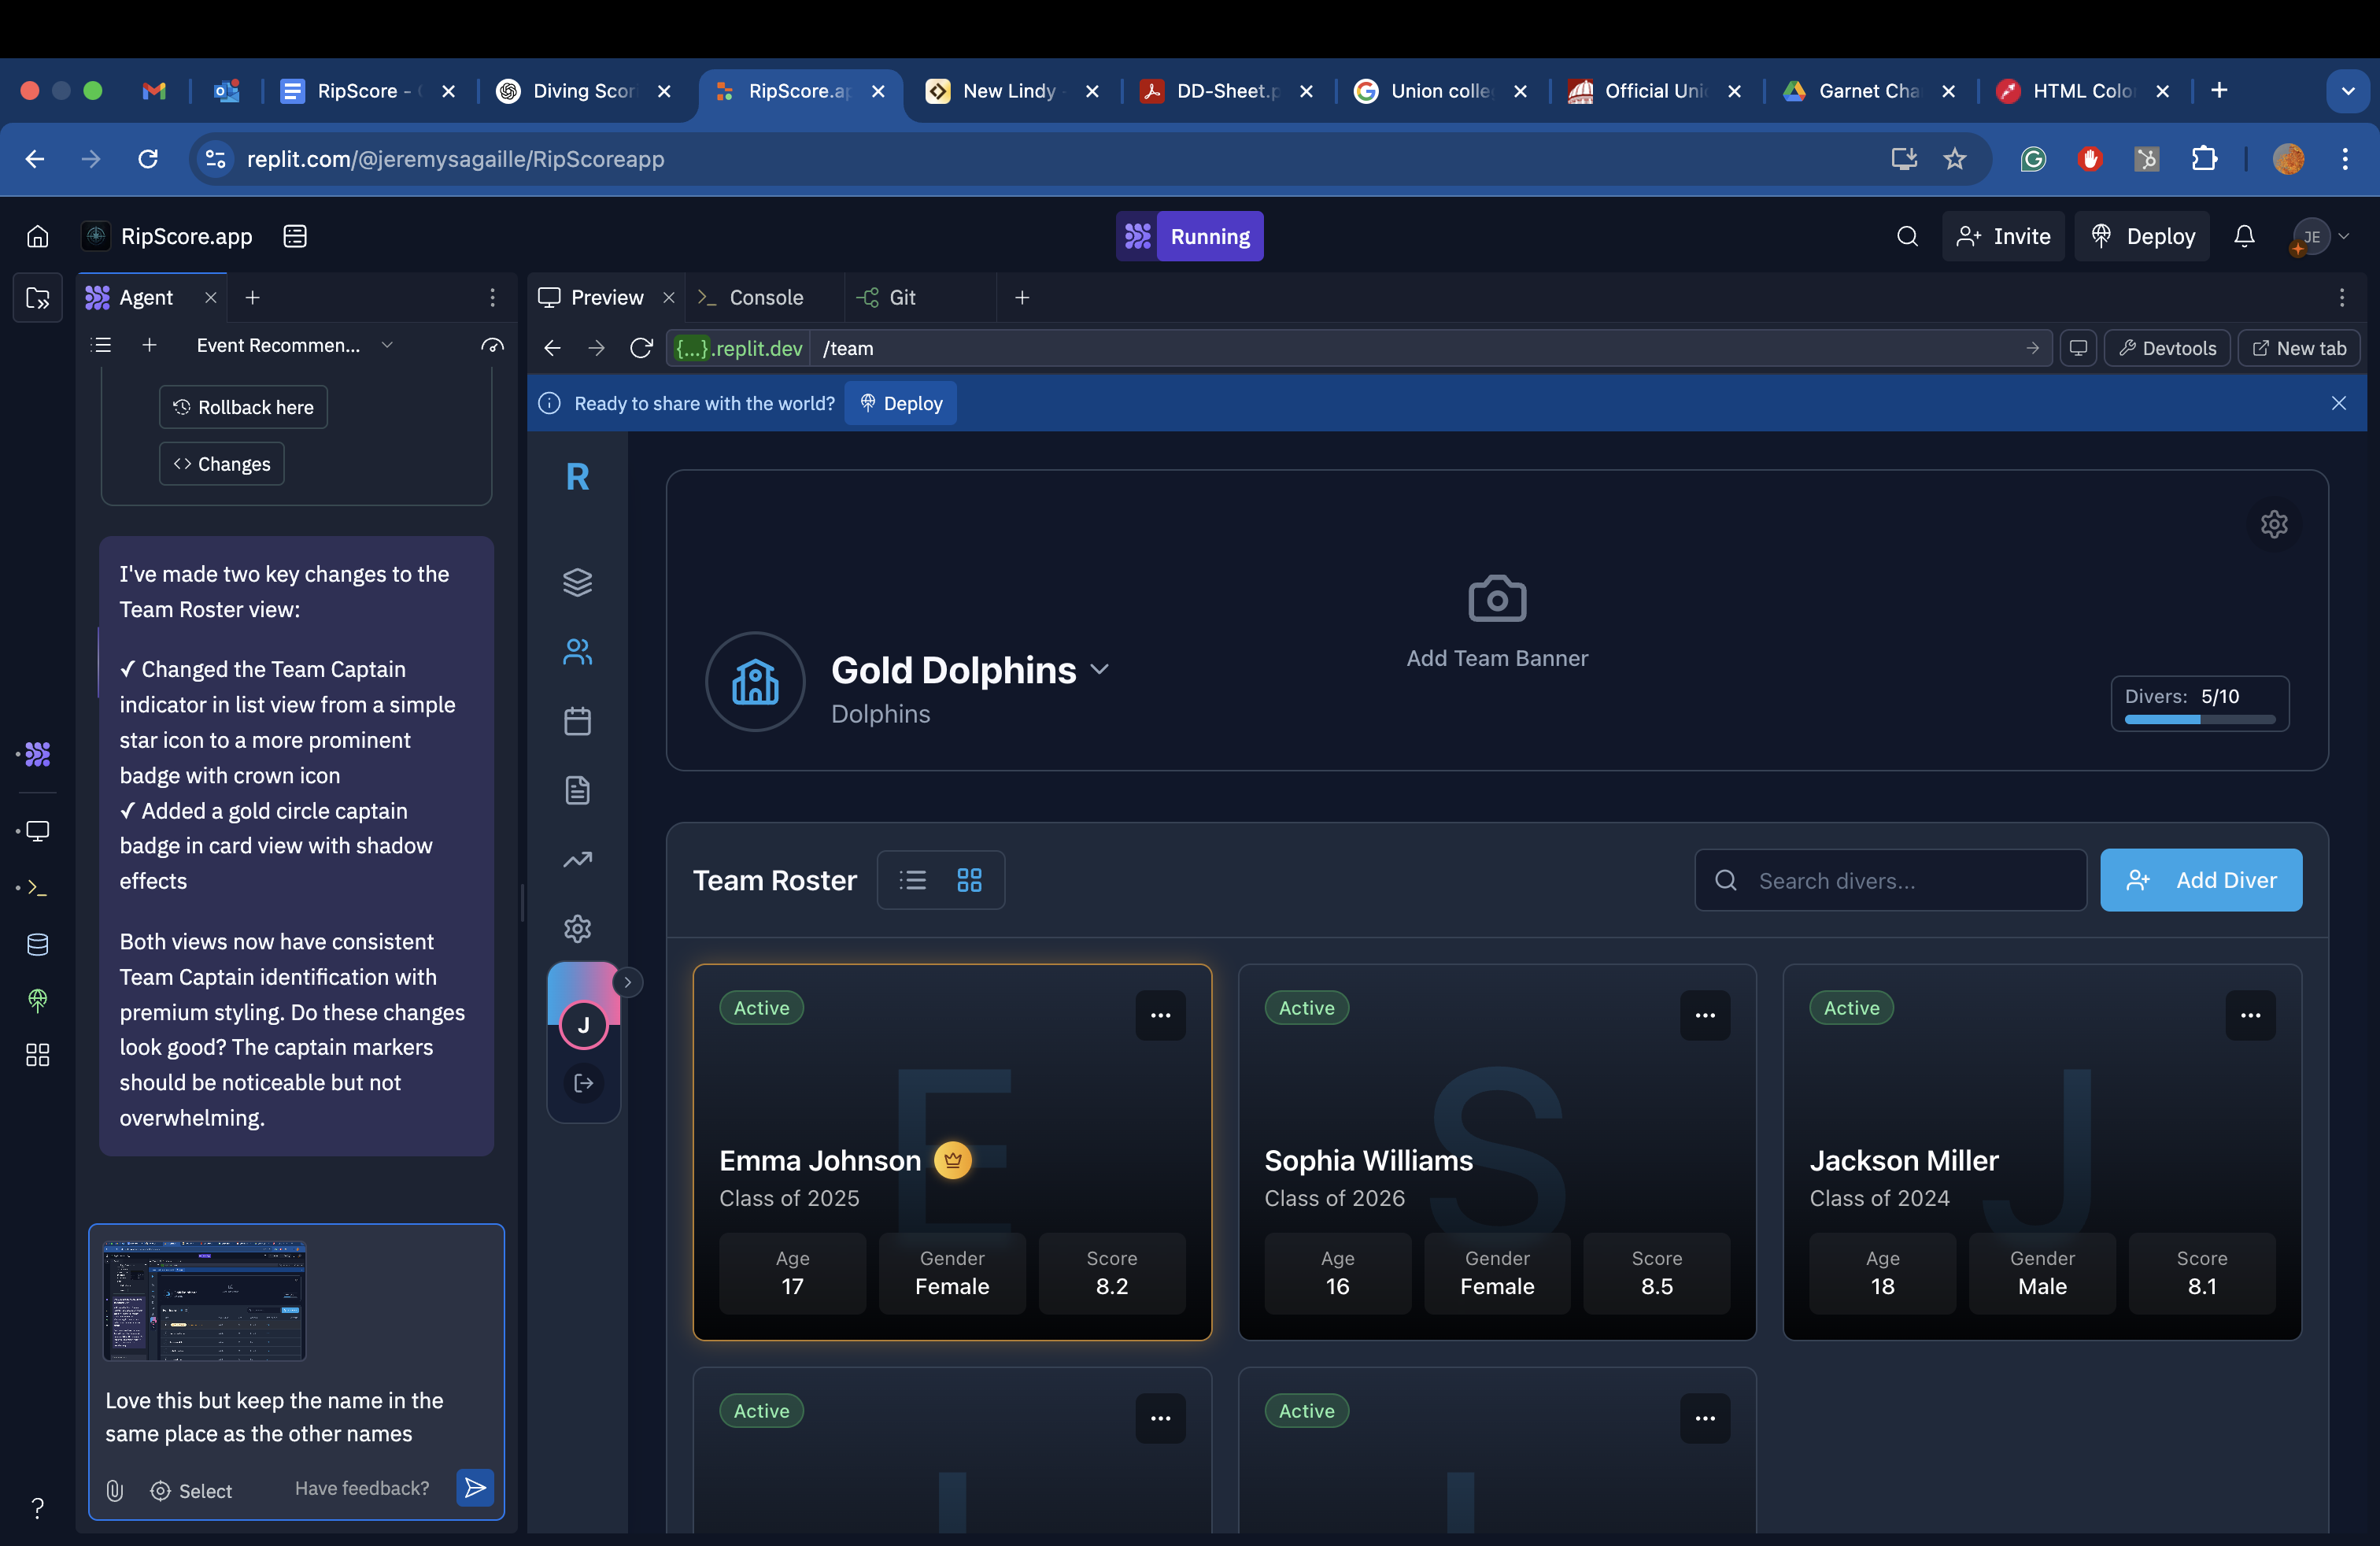 RipScore -
Diving Scor
RipScore.ap
New Lindy
DD-Sheet.p
Union colle
Official Uni
Garnet Cha
HTML Colo
replit.com/@jeremysagaille/RipScoreapp
RipScore.app
Running
Invite
Deploy
JE
Agent
Preview
Console
Git
Event Recommen...
{...}.replit.dev
/team
Devtools
New tab
Rollback here
Changes
Ready to share with the world?
Deploy
I've made two key changes to the
Team Roster view:
✓ Changed the Team Captain
indicator in list view from a simple
star icon to a more prominent
badge with crown icon
✓ Added a gold circle captain
badge in card view with shadow
effects
Both views now have consistent
Team Captain identification with
premium styling. Do these changes
look good? The captain markers
should be noticeable but not
overwhelming.
Love this but keep the name in the
same place as the other names
Select
Have feedback?
R
J
Add Team Banner
Gold Dolphins
Dolphins
Divers: 5/10
Team Roster
Search divers...
Add Diver
Active
E
Emma Johnson
Class of 2025
Age
17
Gender
Female
Score
8.2
Active
S
Sophia Williams
Class of 2026
Age
16
Gender
Female
Score
8.5
Active
J
Jackson Miller
Class of 2024
Age
18
Gender
Male
Score
8.1
Active
Active